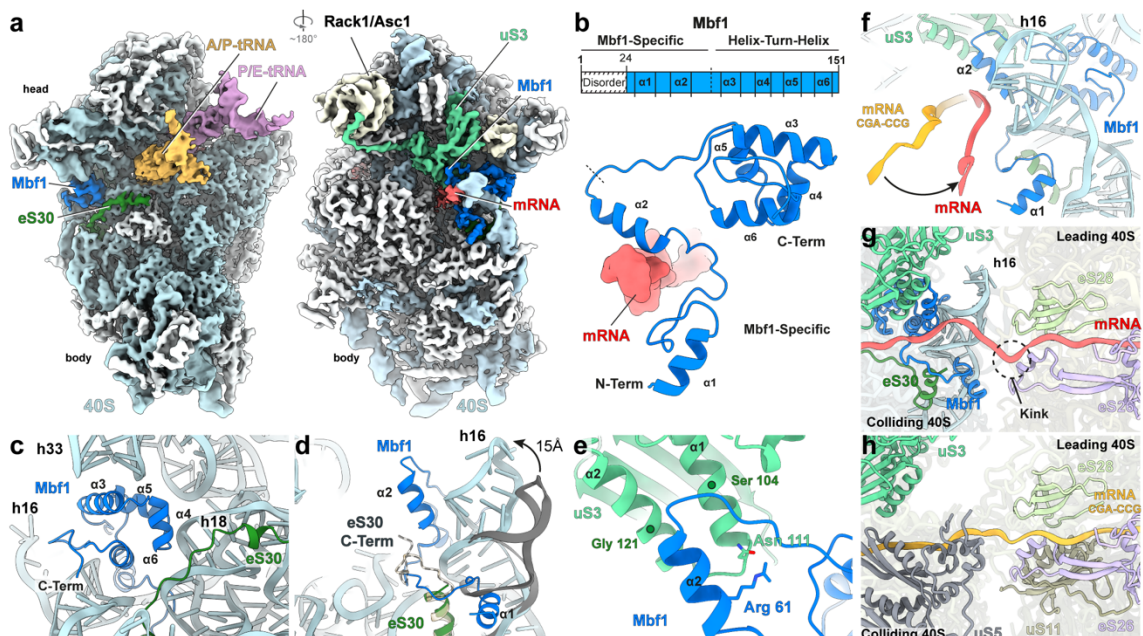 a
~180°
Rack1/Asc1
A/P-tRNA
uS3
P/E-tRNA
Mbf1
head
Mbf1
eS30
mRNA
body
body
40S
40S
b
Mbf1
Mbf1-Specific
Helix-Turn-Helix
1
24
151
Disorder
α1
α2
α3
α4
α5
α6
α3
α5
α2
α4
α6
C-Term
mRNA
Mbf1-Specific
N-Term
α1
c
h33
Mbf1
α3
α5
h16
α4
h18
α6
eS30
C-Term
d
h16
15Å
Mbf1
α2
eS30
C-Term
eS30
α1
e
α1
α2
Ser 104
uS3
Gly 121
Asn 111
α2
Arg 61
Mbf1
f
uS3
h16
α2
mRNA
CGA-CCG
Mbf1
mRNA
α1
g
uS3
Leading 40S
h16
eS28
mRNA
eS30
Mbf1
eS26
Colliding 40S
Kink
h
Leading 40S
uS3
eS28
mRNA
CGA-CCG
Colliding 40S
uS5
uS11
eS26